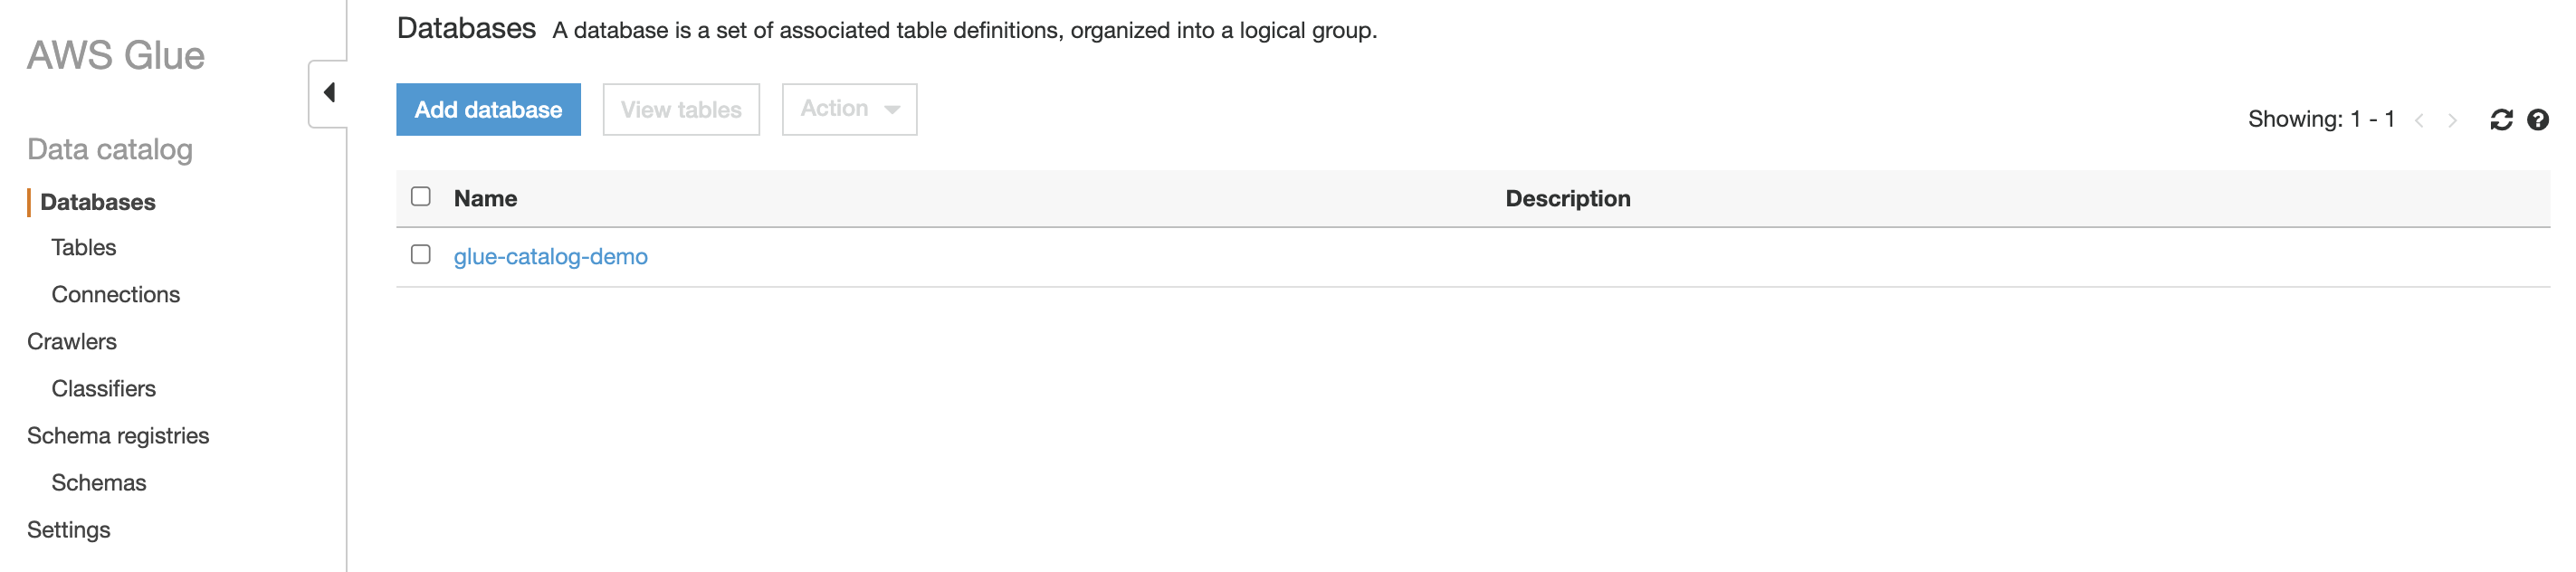 AWS Glue
Data catalog
Databases
Tables
Connections
Crawlers
Classifiers
Schema registries
Schemas
Settings
Databases A database is a set of associated table definitions, organized into a logical group.
Add database View tables Action
Showing: 1 - 1
Name Description
glue-catalog-demo